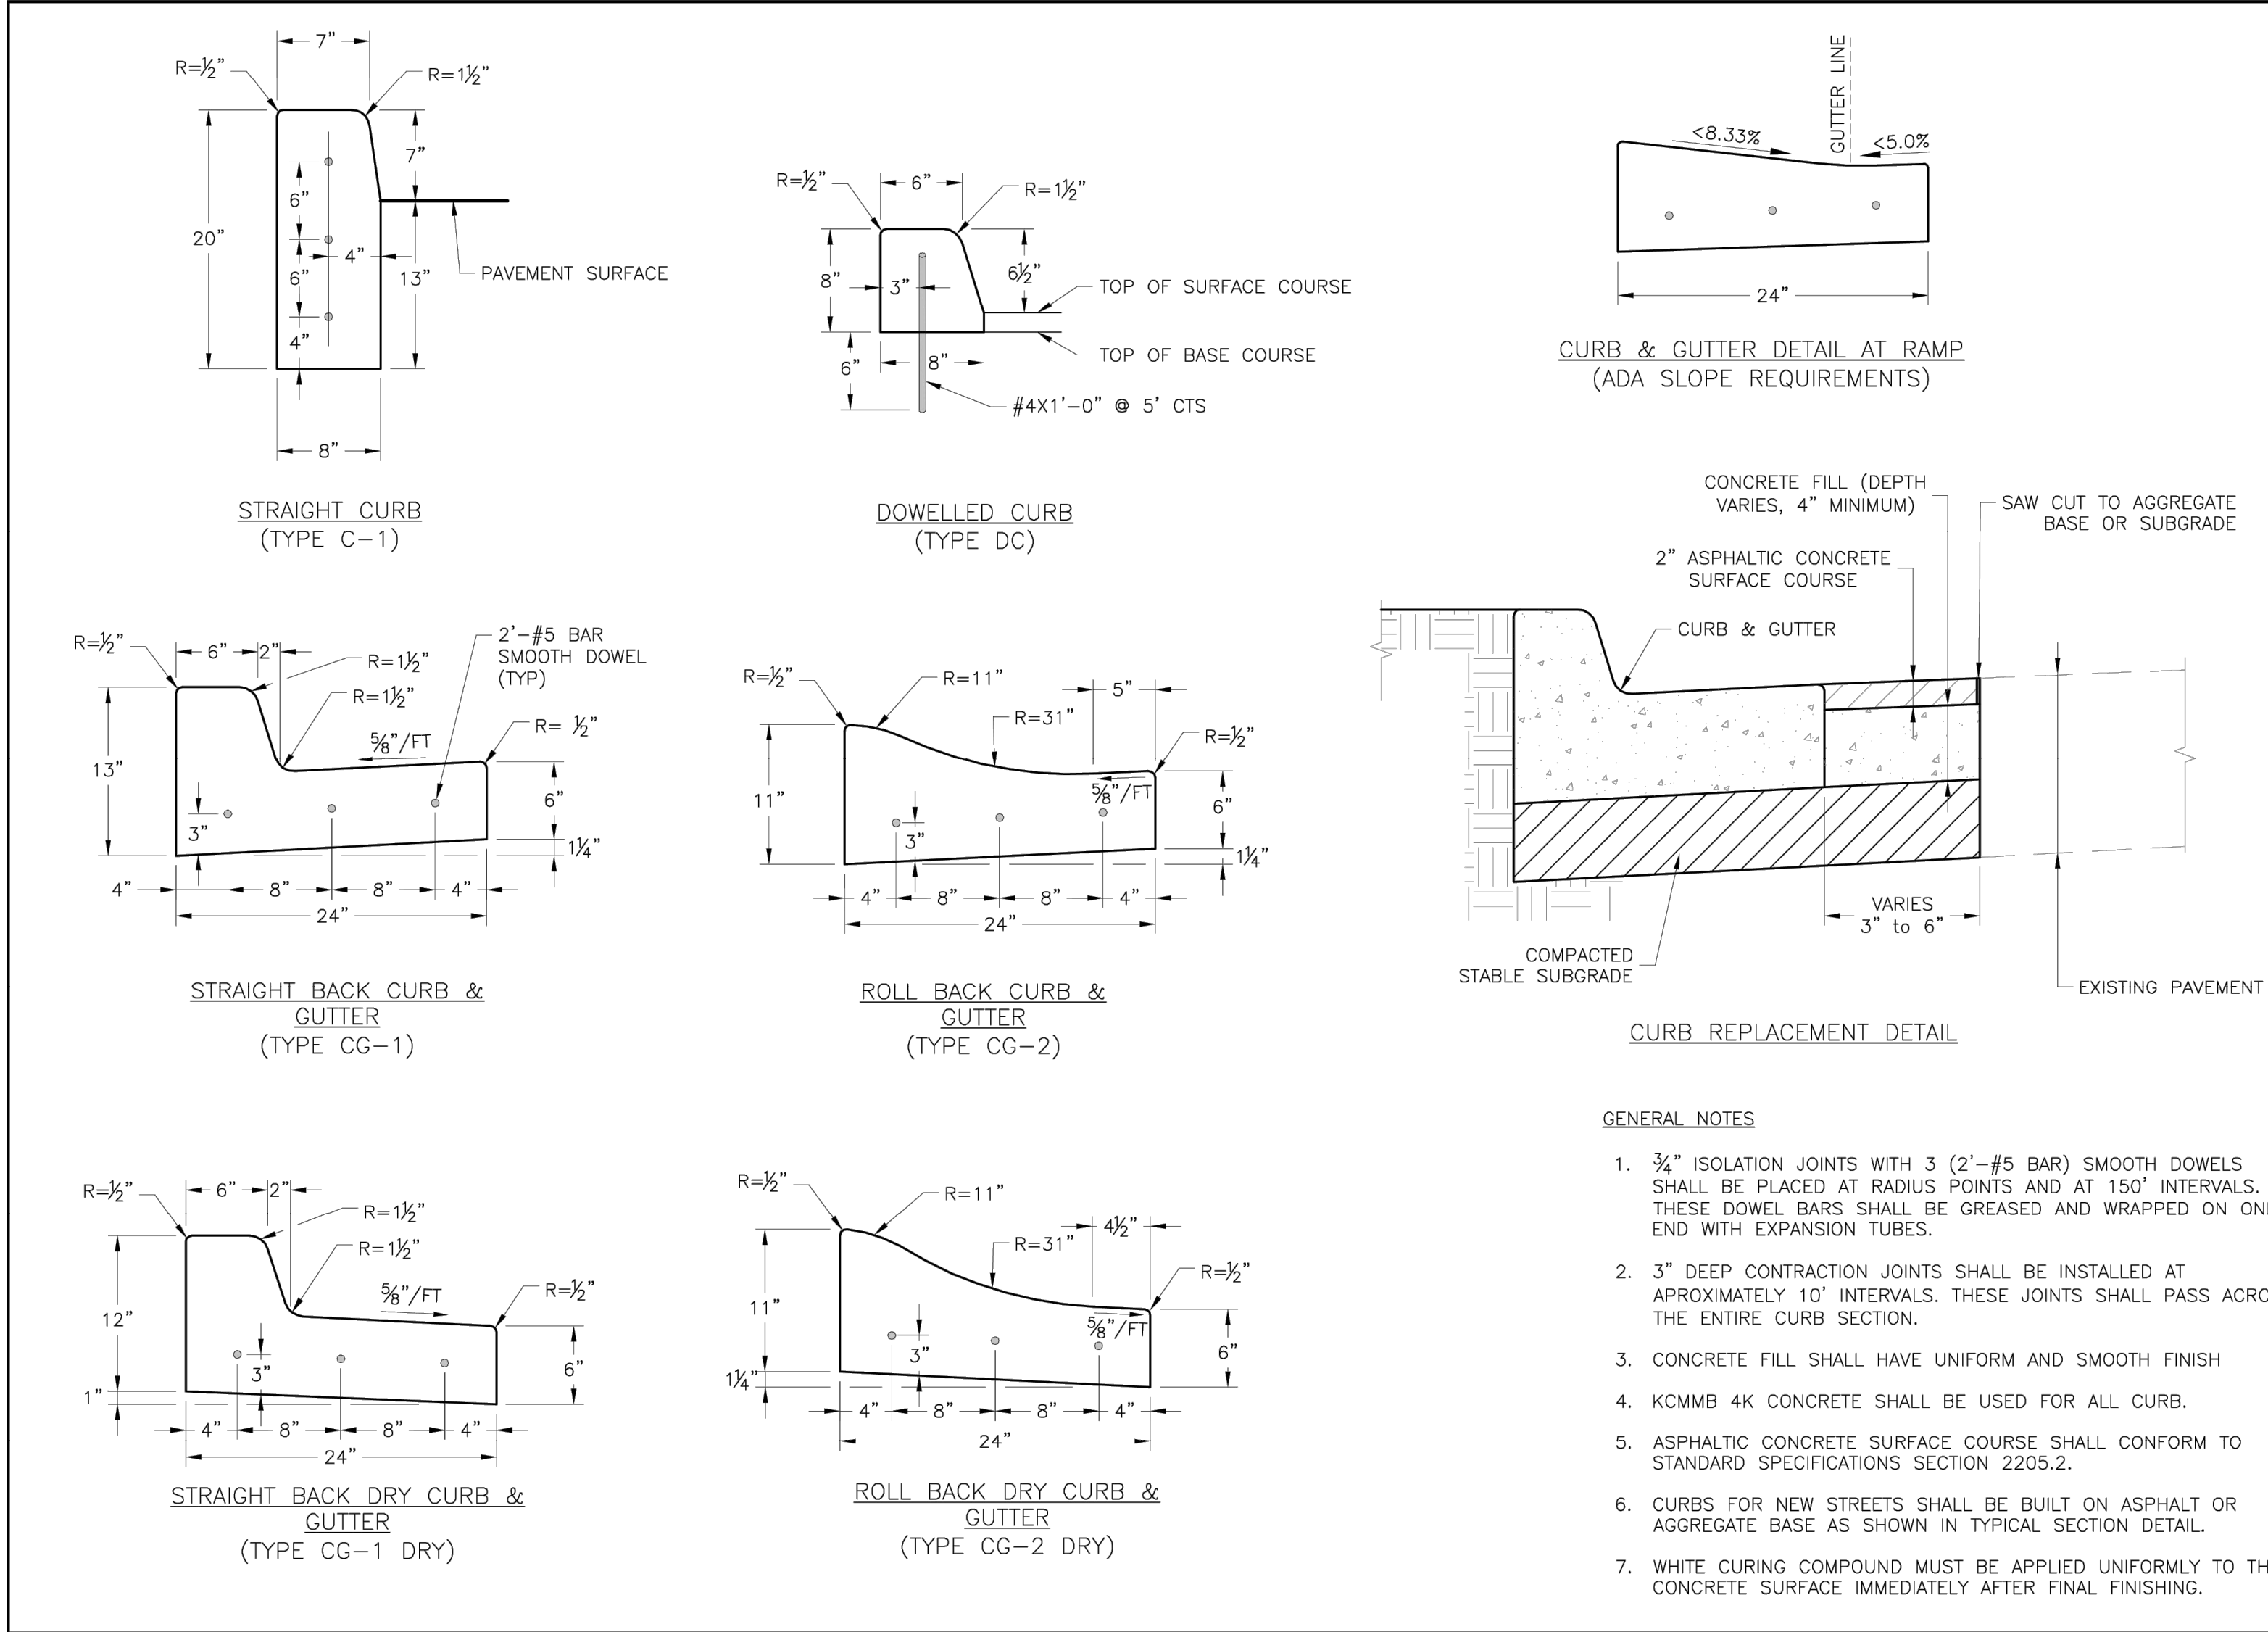 7"
R=½"
R=1½"
20"
7"
6"
6"
4"
4"
13"
PAVEMENT SURFACE
8"
STRAIGHT CURB
(TYPE C-1)
R=½"
6"
R=1½"
8"
3"
6½"
TOP OF SURFACE COURSE
6"
8"
TOP OF BASE COURSE
#4X1'-0" @ 5' CTS
DOWELLED CURB
(TYPE DC)
GUTTER LINE
<8.33%
<5.0%
24"
CURB & GUTTER DETAIL AT RAMP
(ADA SLOPE REQUIREMENTS)
R=½"
6"
2"
R=1½"
R=1½"
2'-#5 BAR
SMOOTH DOWEL
(TYP)
R= ½"
⅝"/FT
13"
3"
6"
1¼"
4"
8"
8"
4"
24"
STRAIGHT BACK CURB &
GUTTER
(TYPE CG-1)
R=½"
R=11"
R=31"
5"
R=½"
⅝"/FT
11"
3"
6"
1¼"
4"
8"
8"
4"
24"
ROLL BACK CURB &
GUTTER
(TYPE CG-2)
CONCRETE FILL (DEPTH
VARIES, 4" MINIMUM)
SAW CUT TO AGGREGATE
BASE OR SUBGRADE
2" ASPHALTIC CONCRETE
SURFACE COURSE
CURB & GUTTER
VARIES
3" to 6"
COMPACTED
STABLE SUBGRADE
EXISTING PAVEMENT
CURB REPLACEMENT DETAIL
R=½"
6"
2"
R=1½"
R=1½"
⅝"/FT
R=½"
12"
3"
6"
1"
4"
8"
8"
4"
24"
STRAIGHT BACK DRY CURB &
GUTTER
(TYPE CG-1 DRY)
R=½"
R=11"
R=31"
4½"
R=½"
⅝"/FT
11"
3"
6"
1¼"
4"
8"
8"
4"
24"
ROLL BACK DRY CURB &
GUTTER
(TYPE CG-2 DRY)
GENERAL NOTES
1. ¾" ISOLATION JOINTS WITH 3 (2'-#5 BAR) SMOOTH DOWELS
SHALL BE PLACED AT RADIUS POINTS AND AT 150' INTERVALS.
THESE DOWEL BARS SHALL BE GREASED AND WRAPPED ON
END WITH EXPANSION TUBES.
2. 3" DEEP CONTRACTION JOINTS SHALL BE INSTALLED AT
APROXIMATELY 10' INTERVALS. THESE JOINTS SHALL PASS
THE ENTIRE CURB SECTION.
3. CONCRETE FILL SHALL HAVE UNIFORM AND SMOOTH FINISH
4. KCMMB 4K CONCRETE SHALL BE USED FOR ALL CURB.
5. ASPHALTIC CONCRETE SURFACE COURSE SHALL CONFORM TO
STANDARD SPECIFICATIONS SECTION 2205.2.
6. CURBS FOR NEW STREETS SHALL BE BUILT ON ASPHALT OR
AGGREGATE BASE AS SHOWN IN TYPICAL SECTION DETAIL.
7. WHITE CURING COMPOUND MUST BE APPLIED UNIFORMLY TO
CONCRETE SURFACE IMMEDIATELY AFTER FINAL FINISHING.